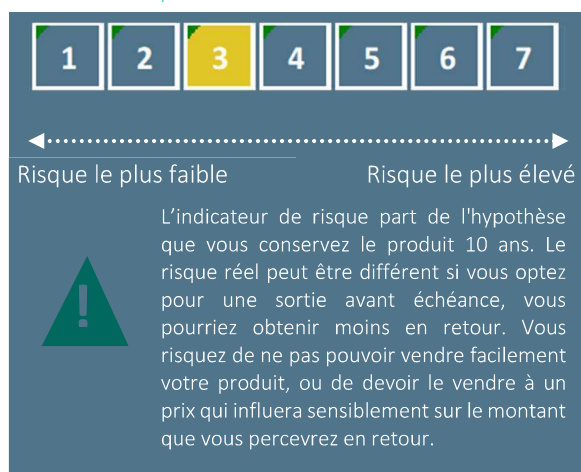 1 2 3 4 5 6 7
Risque le plus faible Risque le plus élevé
L’indicateur de risque part de l'hypothèse
que vous conservez le produit 10 ans. Le
risque réel peut être différent si vous optez
pour une sortie avant échéance, vous
pourriez obtenir moins en retour. Vous
risquez de ne pas pouvoir vendre facilement
votre produit, ou de devoir le vendre à un
prix qui influera sensiblement sur le montant
que vous percevrez en retour.